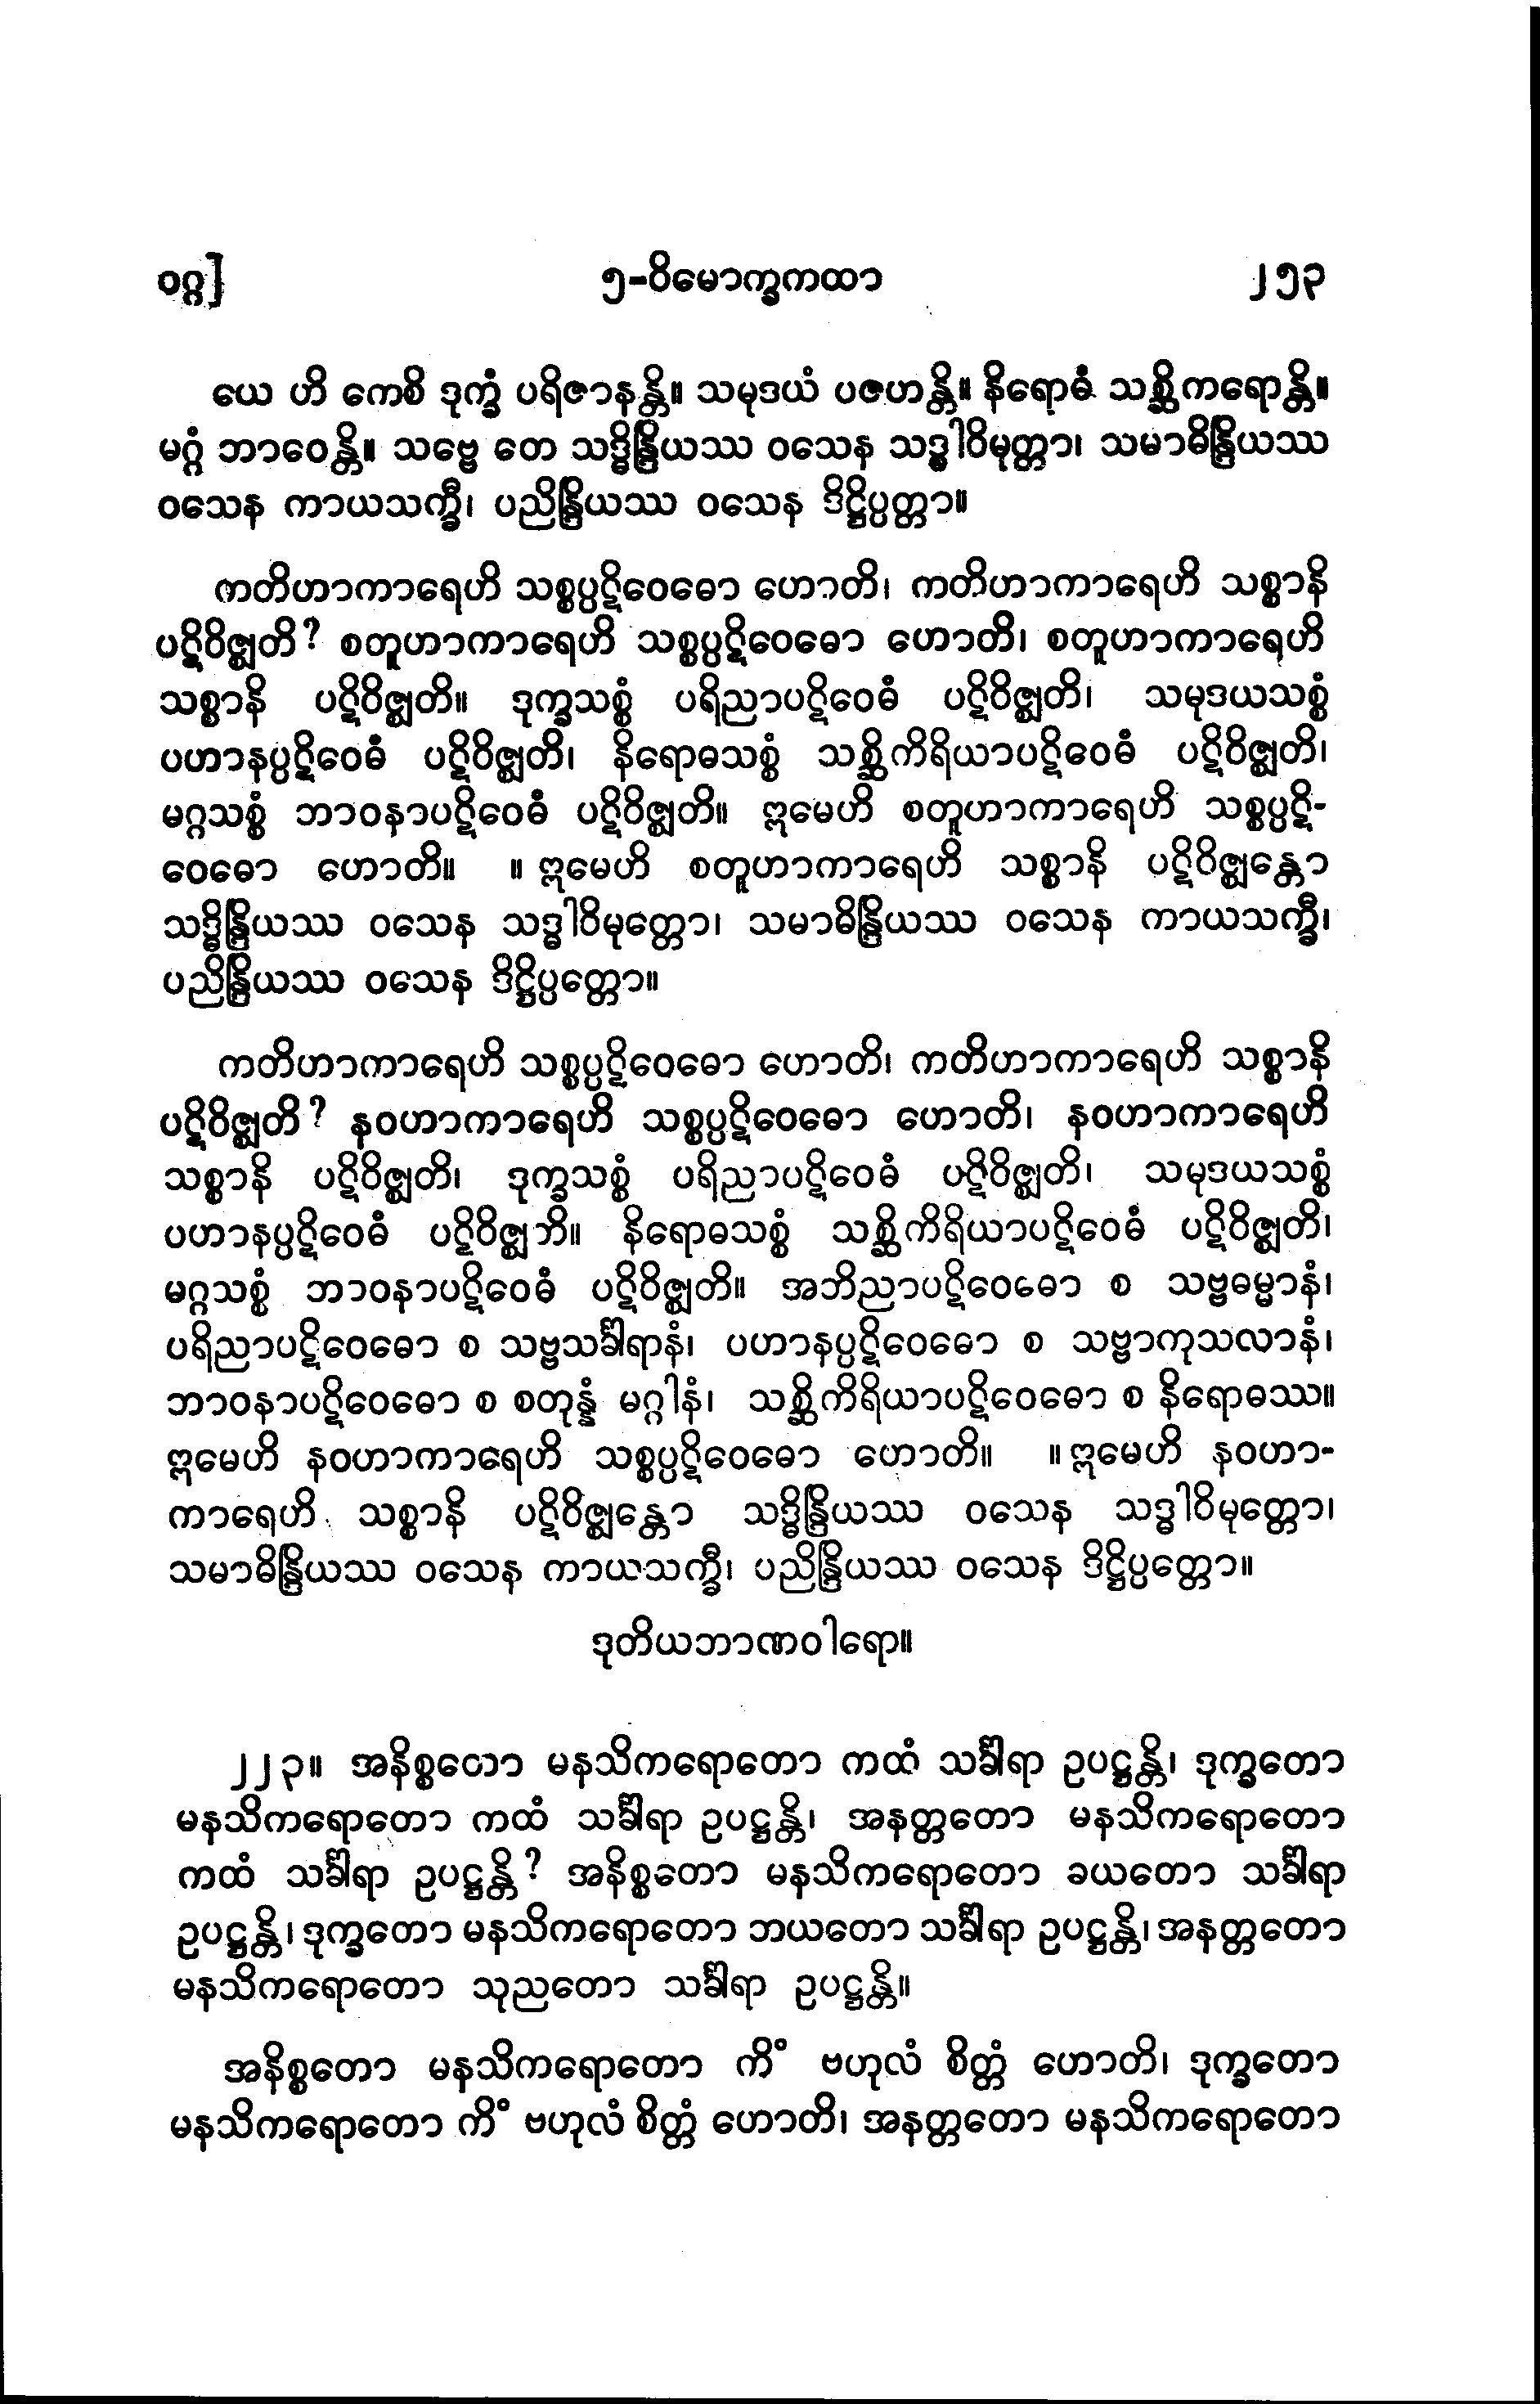 ဝဂ္ဂ] ၅-ဝိမောက္ခကထာ ၂၅၃
ယေ ဟိ ကေစိ ဒုက္ခံ ပရိဇာနန္တိ။ သမုဒယံ ပဇဟန္တိ။ နိရောဓံ သစ္ဆိကရောန္တိ။
မဂ္ဂံ ဘာဝေန္တိ။ သဗ္ဗေ တေ သဒ္ဓိန္ဒြိယဿ ဝသေန သဒ္ဓါဝိမုတ္တာ၊ သမာဓိန္ဒြိယဿ
ဝသေန ကာယသက္ခီ၊ ပညိန္ဒြိယဿ ဝသေန ဒိဋ္ဌိပ္ပတ္တာ။
ကတိဟာကာရေဟိ သစ္စပ္ပဋိဝေဓော ဟောတိ၊ ကတိဟာကာရေဟိ သစ္စာနိ
ပဋိဝိဇ္ဈတိ? စတူဟာကာရေဟိ သစ္စပ္ပဋိဝေဓော ဟောတိ၊ စတူဟာကာရေဟိ
သစ္စာနိ ပဋိဝိဇ္ဈတိ။ ဒုက္ခသစ္စံ ပရိညာပဋိဝေဓံ ပဋိဝိဇ္ဈတိ၊ သမုဒယသစ္စံ
ပဟာနပ္ပဋိဝေဓံ ပဋိဝိဇ္ဈတိ၊ နိရောဓသစ္စံ သစ္ဆိကိရိယာပဋိဝေဓံ ပဋိဝိဇ္ဈတိ၊
မဂ္ဂသစ္စံ ဘာဝနာပဋိဝေဓံ ပဋိဝိဇ္ဈတိ။ ဣမေဟိ စတူဟာကာရေဟိ သစ္စပ္ပဋိ-
ဝေဓော ဟောတိ။ ။ ဣမေဟိ စတူဟာကာရေဟိ သစ္စာနိ ပဋိဝိဇ္ဈန္တော
သဒ္ဓိန္ဒြိယဿ ဝသေန သဒ္ဓါဝိမုတ္တော၊ သမာဓိန္ဒြိယဿ ဝသေန ကာယသက္ခီ၊
ပညိန္ဒြိယဿ ဝသေန ဒိဋ္ဌိပ္ပတ္တော။
ကတိဟာကာရေဟိ သစ္စပ္ပဋိဝေဓော ဟောတိ၊ ကတိဟာကာရေဟိ သစ္စာနိ
ပဋိဝိဇ္ဈတိ? နဝဟာကာရေဟိ သစ္စပ္ပဋိဝေဓော ဟောတိ၊ နဝဟာကာရေဟိ
သစ္စာနိ ပဋိဝိဇ္ဈတိ၊ ဒုက္ခသစ္စံ ပရိညာပဋိဝေဓံ ပဋိဝိဇ္ဈတိ၊ သမုဒယသစ္စံ
ပဟာနပ္ပဋိဝေဓံ ပဋိဝိဇ္ဈတိ။ နိရောဓသစ္စံ သစ္ဆိကိရိယာပဋိဝေဓံ ပဋိဝိဇ္ဈတိ၊
မဂ္ဂသစ္စံ ဘာဝနာပဋိဝေဓံ ပဋိဝိဇ္ဈတိ။ အဘိညာပဋိဝေဓော စ သဗ္ဗဓမ္မာနံ၊
ပရိညာပဋိဝေဓော စ သဗ္ဗသင်္ခါရာနံ၊ ပဟာနပ္ပဋိဝေဓော စ သဗ္ဗာကုသလာနံ၊
ဘာဝနာပဋိဝေဓော စ စတုန္နံ မဂ္ဂါနံ၊ သစ္ဆိကိရိယာပဋိဝေဓော စ နိရောဓဿ။
ဣမေဟိ နဝဟာကာရေဟိ သစ္စပ္ပဋိဝေဓော ဟောတိ။ ။ ဣမေဟိ နဝဟာ-
ကာရေဟိ သစ္စာနိ ပဋိဝိဇ္ဈန္တော သဒ္ဓိန္ဒြိယဿ ဝသေန သဒ္ဓါဝိမုတ္တော၊
သမာဓိန္ဒြိယဿ ဝသေန ကာယသက္ခီ၊ ပညိန္ဒြိယဿ ဝသေန ဒိဋ္ဌိပ္ပတ္တော။
ဒုတိယဘာဏဝါရော။
၂၂၃။ အနိစ္စတော မနသိကရောတော ကထံ သင်္ခါရာ ဥပဋ္ဌန္တိ၊ ဒုက္ခတော
မနသိကရောတော ကထံ သင်္ခါရာ ဥပဋ္ဌန္တိ၊ အနတ္တတော မနသိကရောတော
ကထံ သင်္ခါရာ ဥပဋ္ဌန္တိ? အနိစ္စတော မနသိကရောတော ခယတော သင်္ခါရာ
ဥပဋ္ဌန္တိ၊ ဒုက္ခတော မနသိကရောတော ဘယတော သင်္ခါရာ ဥပဋ္ဌန္တိ၊ အနတ္တတော
မနသိကရောတော သုညတော သင်္ခါရာ ဥပဋ္ဌန္တိ။
အနိစ္စတော မနသိကရောတော ကိံ ဗဟုလံ စိတ္တံ ဟောတိ၊ ဒုက္ခတော
မနသိကရောတော ကိံ ဗဟုလံ စိတ္တံ ဟောတိ၊ အနတ္တတော မနသိကရောတော